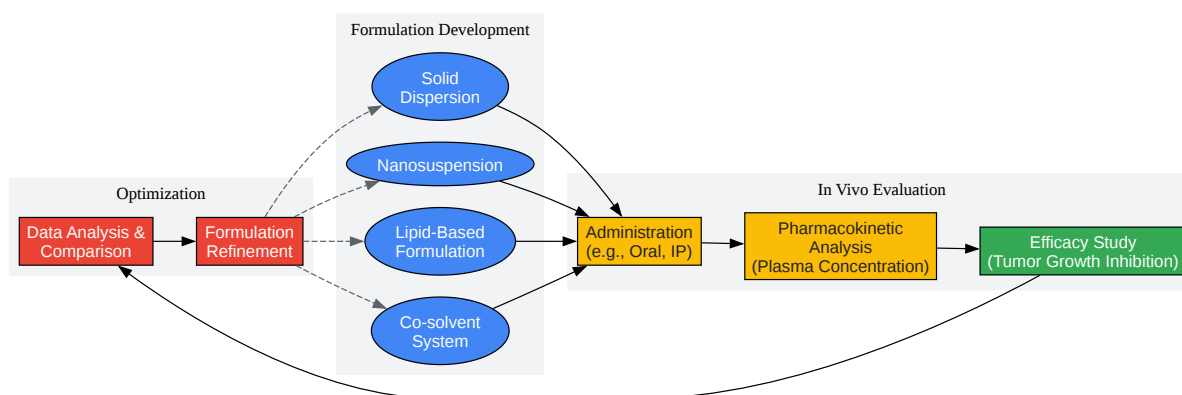 Optimization
Data Analysis &
Comparison
Formulation
Refinement
Formulation Development
Solid
Dispersion
Nanosuspension
Lipid-Based
Formulation
Co-solvent
System
In Vivo Evaluation
Administration
(e.g., Oral, IP)
Pharmacokinetic
Analysis
(Plasma Concentration)
Efficacy Study
(Tumor Growth Inhibition)